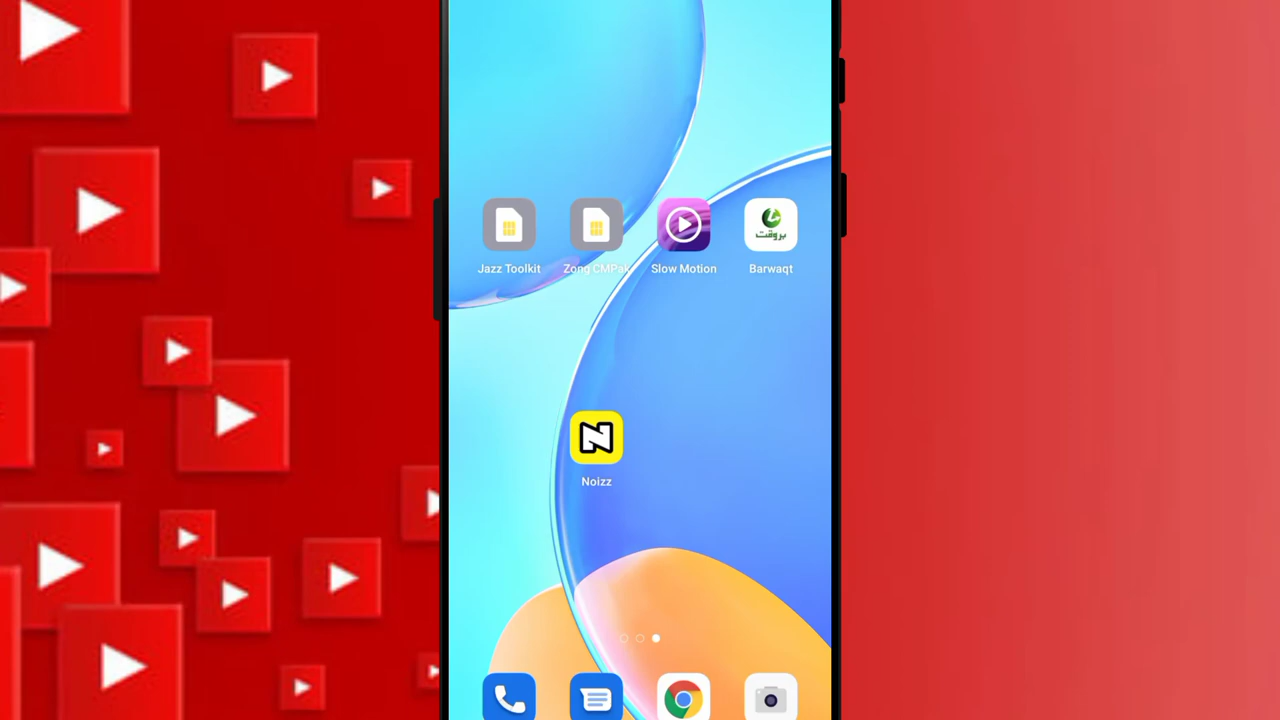 Jazz Toolkit
Zong CMPak
Slow Motion
بروقت
Barwaqt
N
Noizz